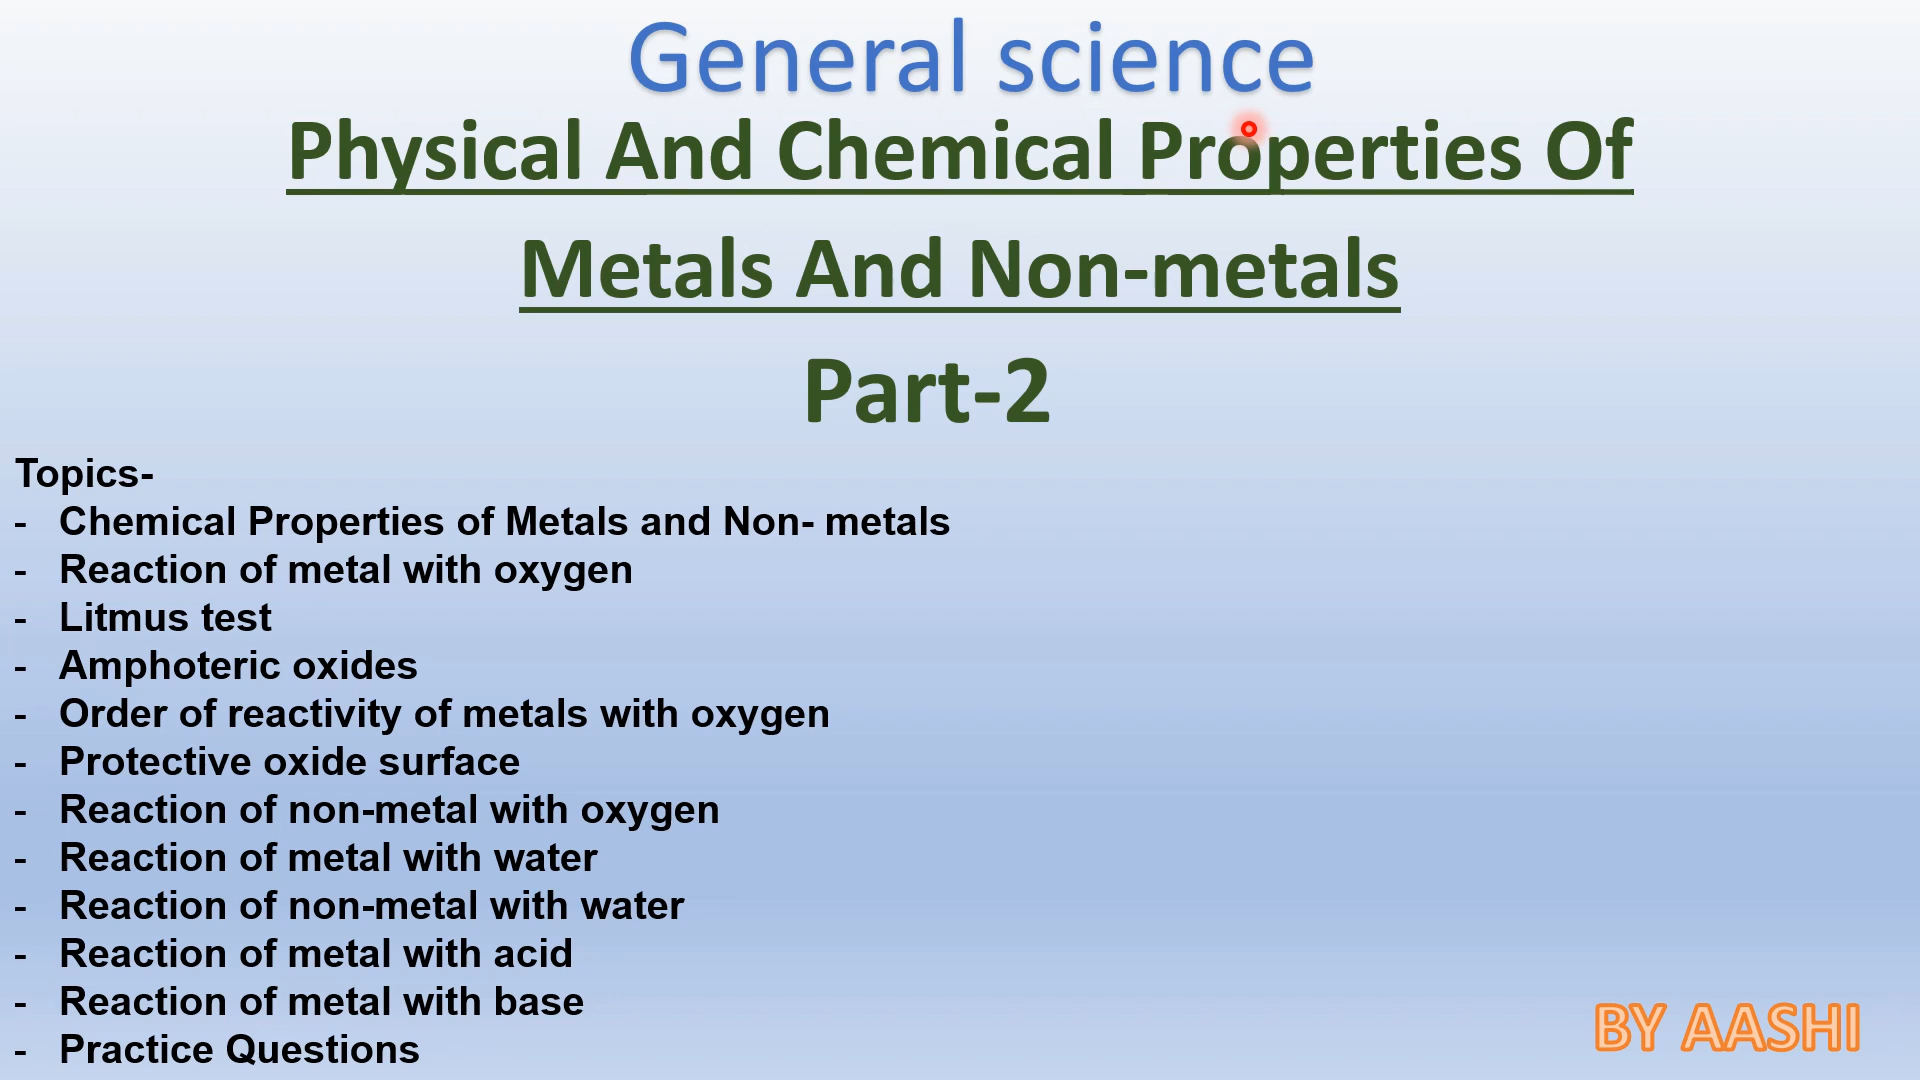 General science
Physical And Chemical Properties Of
Metals And Non-metals
Part-2
Topics-
- Chemical Properties of Metals and Non- metals
- Reaction of metal with oxygen
- Litmus test
- Amphoteric oxides
- Order of reactivity of metals with oxygen
- Protective oxide surface
- Reaction of non-metal with oxygen
- Reaction of metal with water
- Reaction of non-metal with water
- Reaction of metal with acid
- Reaction of metal with base
- Practice Questions
BY AASHI